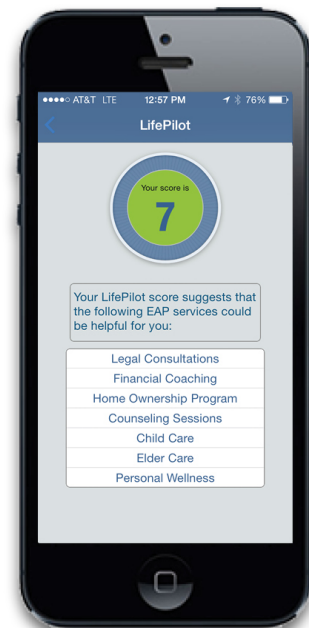 AT&T LTE 12:57 PM 76%
LifePilot
Your score is
7
Your LifePilot score suggests that
the following EAP services could
be helpful for you:
Legal Consultations
Financial Coaching
Home Ownership Program
Counseling Sessions
Child Care
Elder Care
Personal Wellness